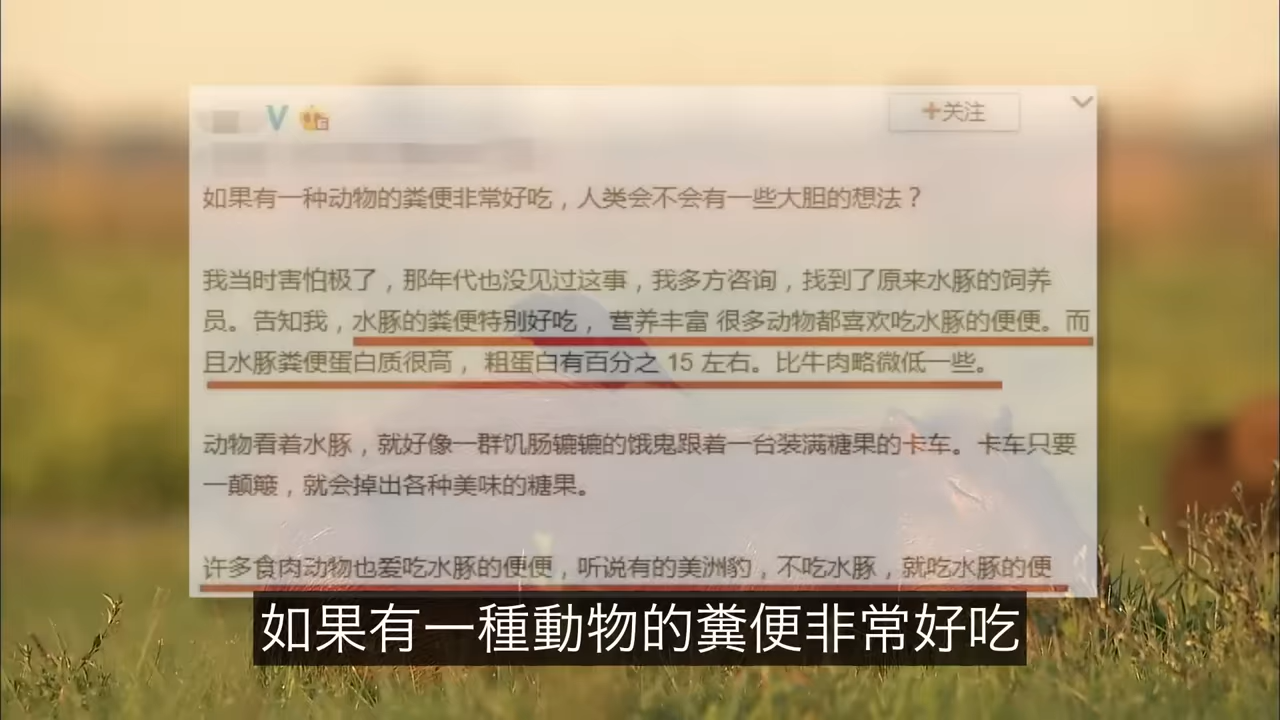 V
+关注
如果有一种动物的粪便非常好吃，人类会不会有一些大胆的想法？
我当时害怕极了，那年代也没见过这事，我多方咨询，找到了原来水豚的饲养
员。告知我，水豚的粪便特别好吃， 营养丰富 很多动物都喜欢吃水豚的便便。而
且水豚粪便蛋白质很高， 粗蛋白有百分之 15 左右。比牛肉略微低一些。
动物看着水豚，就好像一群饥肠辘辘的饿鬼跟着一台装满糖果的卡车。卡车只要
一颠簸，就会掉出各种美味的糖果。
许多食肉动物也爱吃水豚的便便，听说有的美洲豹，不吃水豚，就吃水豚的便
如果有一種動物的糞便非常好吃